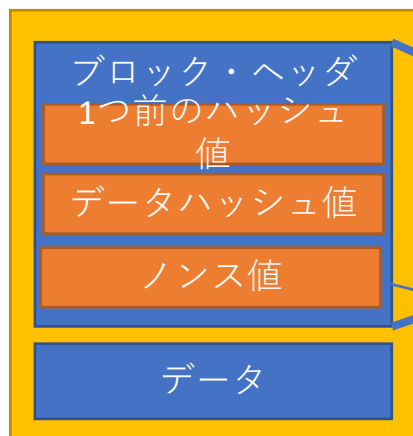 ブロック・ヘッダ
1つ前のハッシュ
値
データハッシュ値
ノンス値
データ